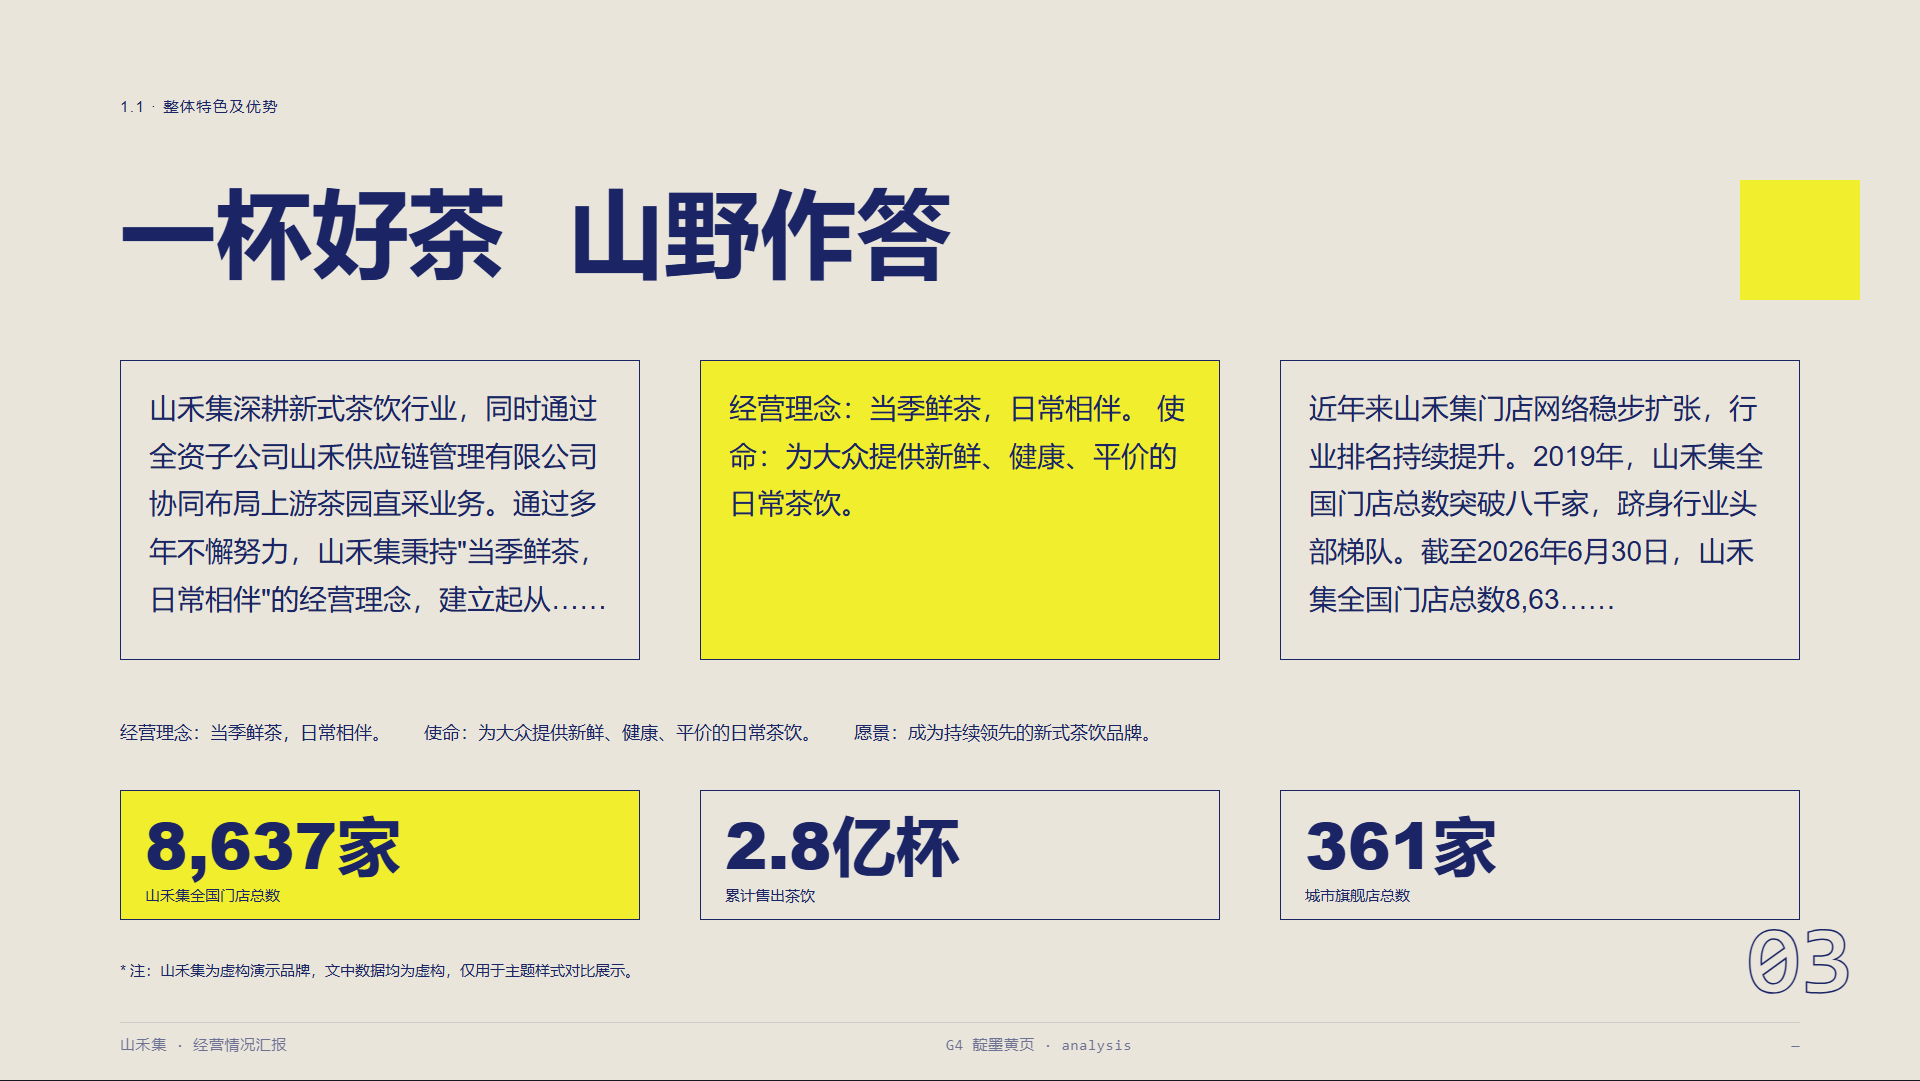 1.1 · 整体特色及优势
一杯好茶 山野作答
山禾集深耕新式茶饮行业，同时通过
全资子公司山禾供应链管理有限公司
协同布局上游茶园直采业务。通过多
年不懈努力，山禾集秉持"当季鲜茶，
日常相伴"的经营理念，建立起从……
经营理念：当季鲜茶，日常相伴。 使
命：为大众提供新鲜、健康、平价的
日常茶饮。
近年来山禾集门店网络稳步扩张，行
业排名持续提升。2019年，山禾集全
国门店总数突破八千家，跻身行业头
部梯队。截至2026年6月30日，山禾
集全国门店总数8,63……
经营理念：当季鲜茶，日常相伴。 使命：为大众提供新鲜、健康、平价的日常茶饮。 愿景：成为持续领先的新式茶饮品牌。
8,637家
山禾集全国门店总数
2.8亿杯
累计售出茶饮
361家
城市旗舰店总数
* 注：山禾集为虚构演示品牌，文中数据均为虚构，仅用于主题样式对比展示。
03
山禾集 · 经营情况汇报
G4 靛墨黄页 · analysis
—